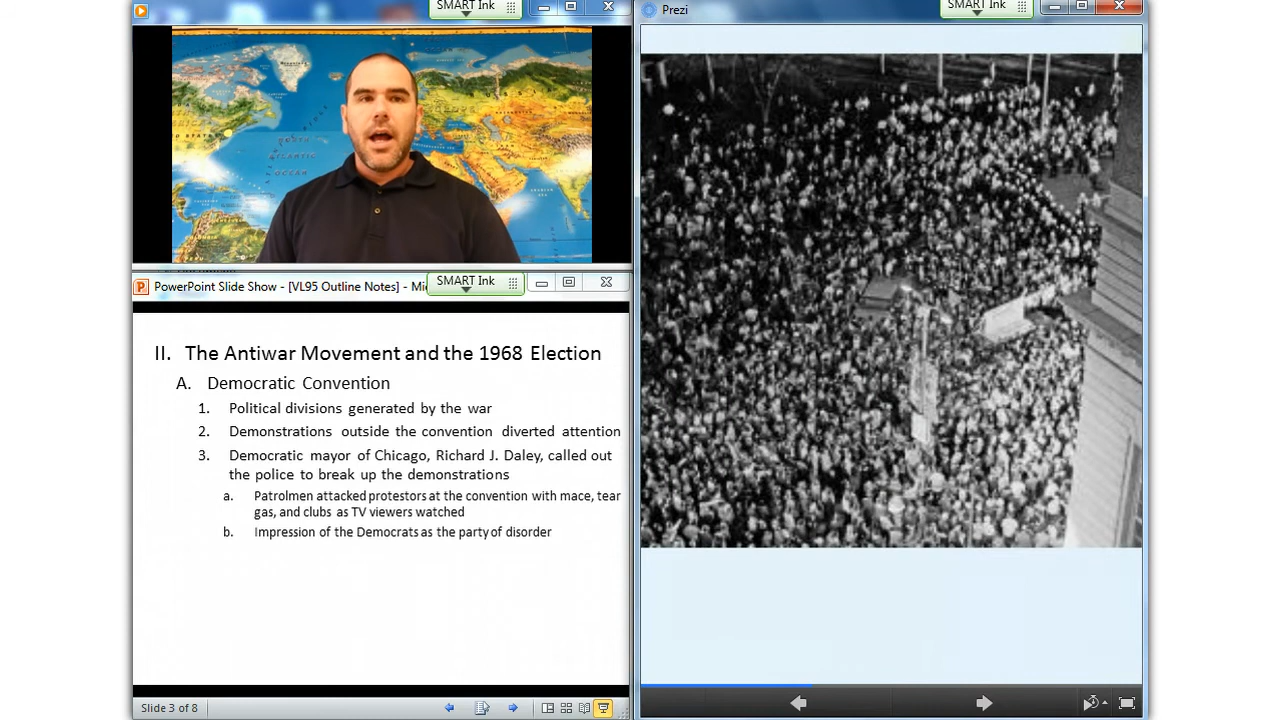 SMART Ink
SOUTH
ATLANTIC
OCEAN
PowerPoint Slide Show - [VL95 Outline Notes] - Mi
SMART Ink
II. The Antiwar Movement and the 1968 Election
A. Democratic Convention
1. Political divisions generated by the war
2. Demonstrations outside the convention diverted attention
3. Democratic mayor of Chicago, Richard J. Daley, called out
the police to break up the demonstrations
a. Patrolmen attacked protestors at the convention with mace, tear
gas, and clubs as TV viewers watched
b. Impression of the Democrats as the party of disorder
Slide 3 of 8
Prezi
SMART Ink